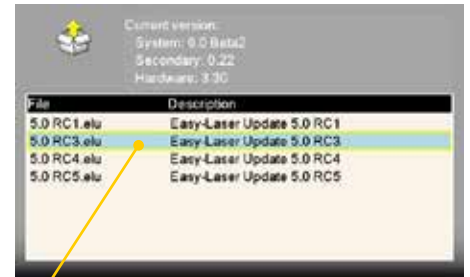 Current version:
System: 6.0 Beta2
Secondary: 0.22
Hardware: 3.30
File Description
5.0 RC1.elu Easy-Laser Update 5.0 RC1
5.0 RC3.elu Easy-Laser Update 5.0 RC3
5.0 RC4.elu Easy-Laser Update 5.0 RC4
5.0 RC5.elu Easy-Laser Update 5.0 RC5